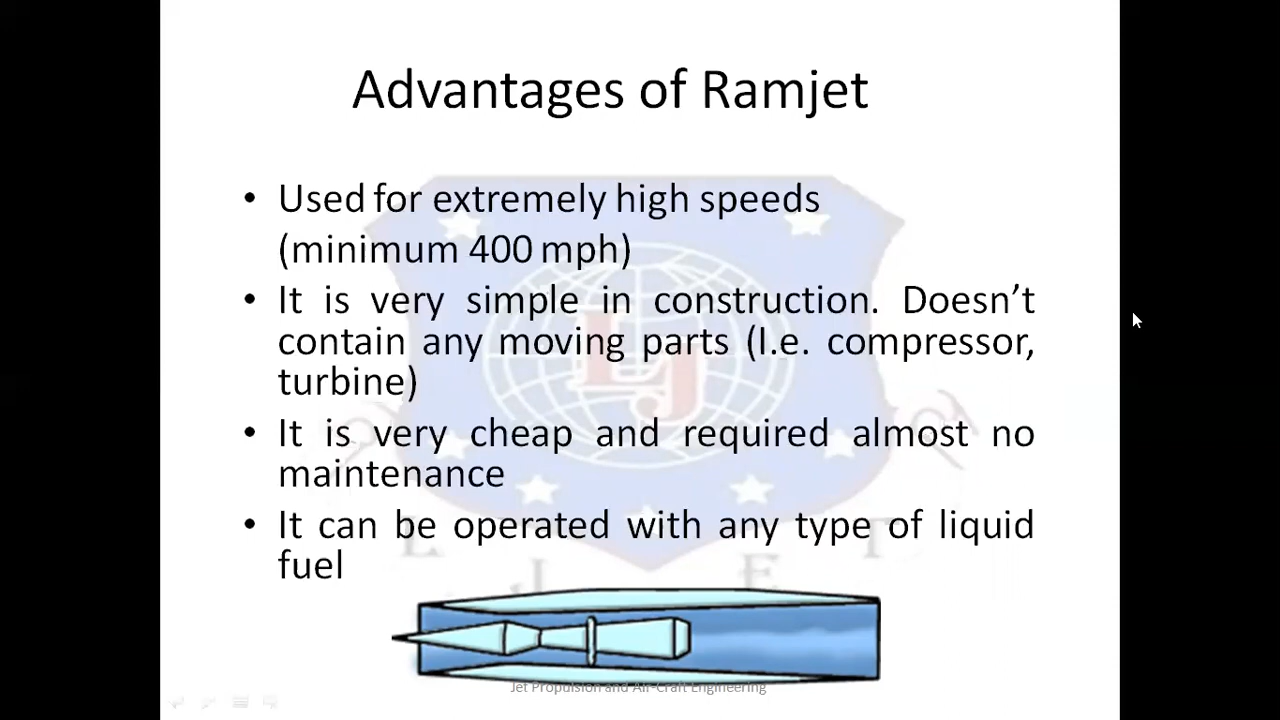 Advantages of Ramjet
• Used for extremely high speeds
(minimum 400 mph)
• It is very simple in construction. Doesn’t
contain any moving parts (I.e. compressor,
turbine)
• It is very cheap and required almost no
maintenance
• It can be operated with any type of liquid
fuel
L J E T
Jet Propulsion and Air-Craft Engineering